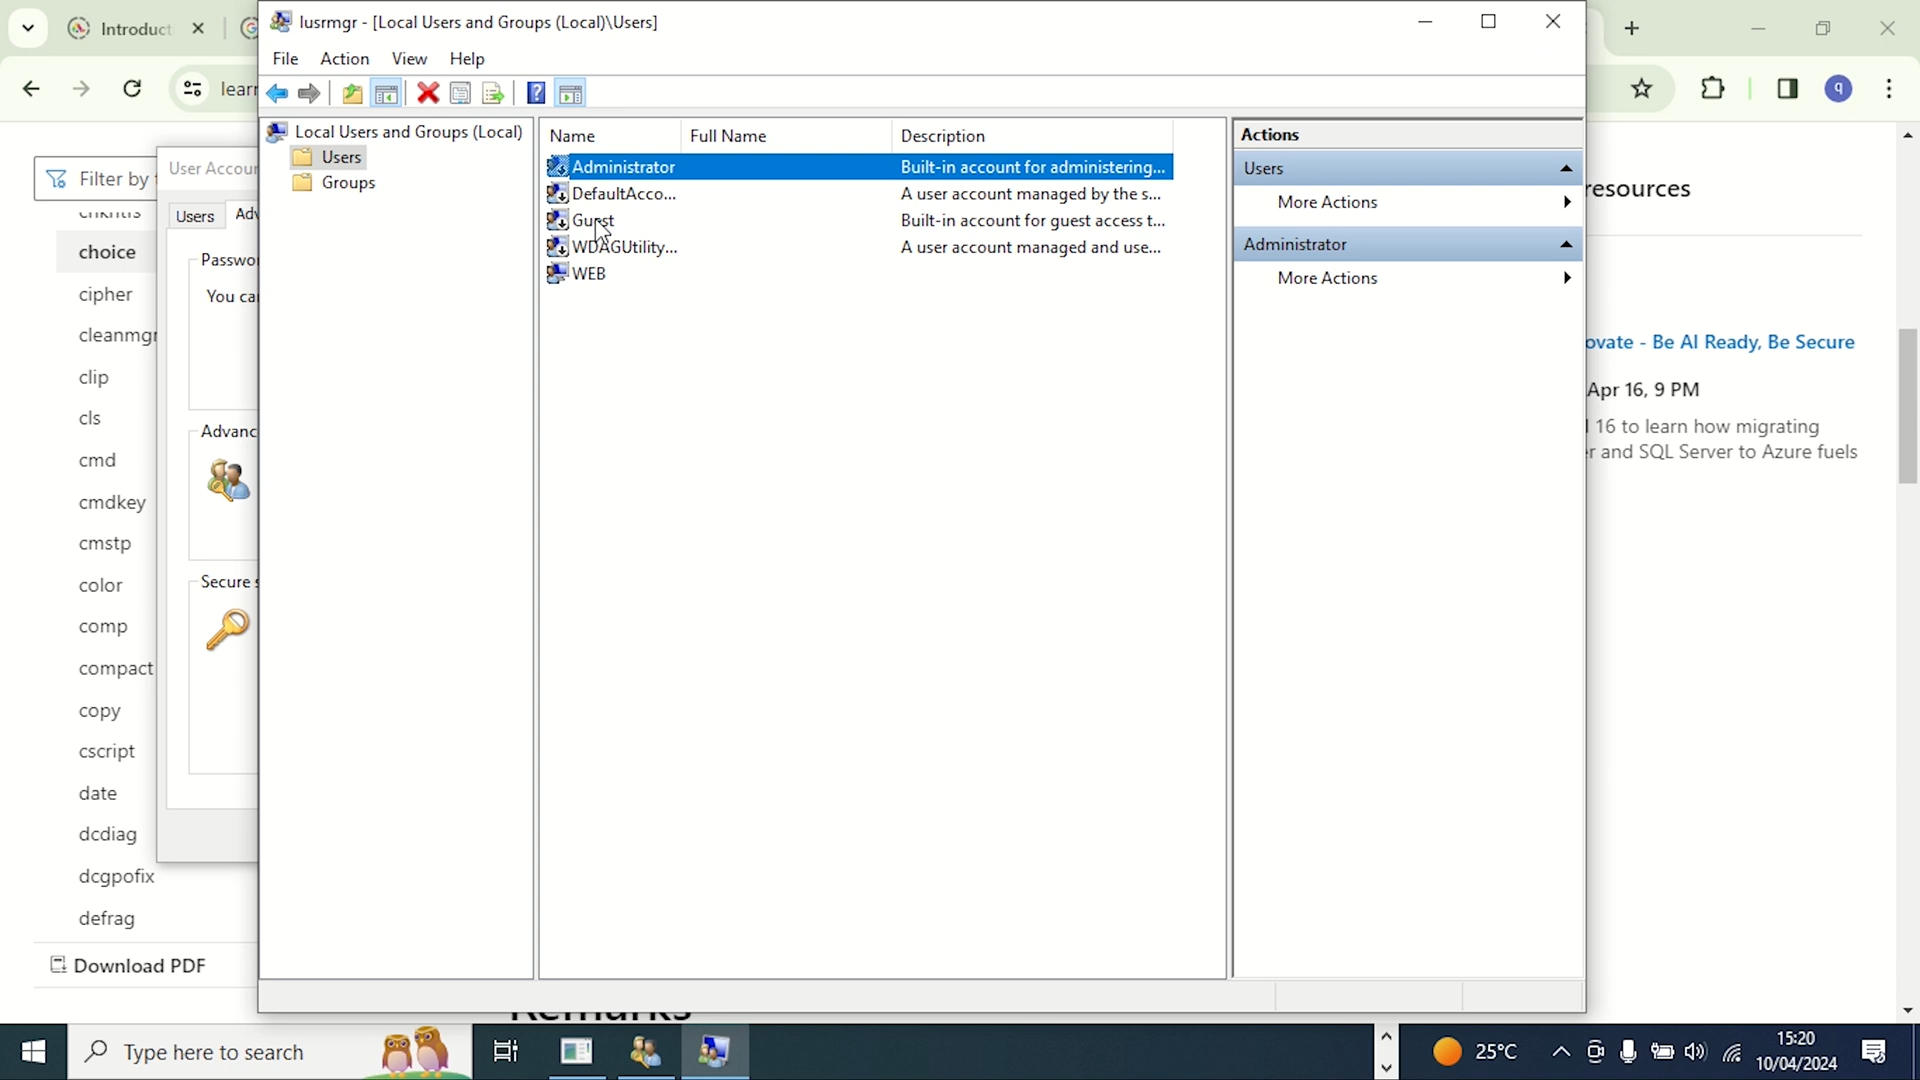 Introduct
lusrmgr - [Local Users and Groups (Local)\Users]
File Action View Help
learn
Local Users and Groups (Local)
Users
Groups
Name Full Name Description
Administrator Built-in account for administering...
DefaultAcco... A user account managed by the s...
Guest Built-in account for guest access t...
WDAGUtility... A user account managed and use...
WEB
Actions
Users
More Actions
Administrator
More Actions
Filter by
User Accou
Users Adv
Passwo
You ca
Advanc
Secure s
choice
cipher
cleanmgr
clip
cls
cmd
cmdkey
cmstp
color
comp
compact
copy
cscript
date
dcdiag
dcgpofix
defrag
Download PDF
resources
ovate - Be AI Ready, Be Secure
Apr 16, 9 PM
16 to learn how migrating
r and SQL Server to Azure fuels
Remarks
q
Type here to search
25°C
15:20
10/04/2024